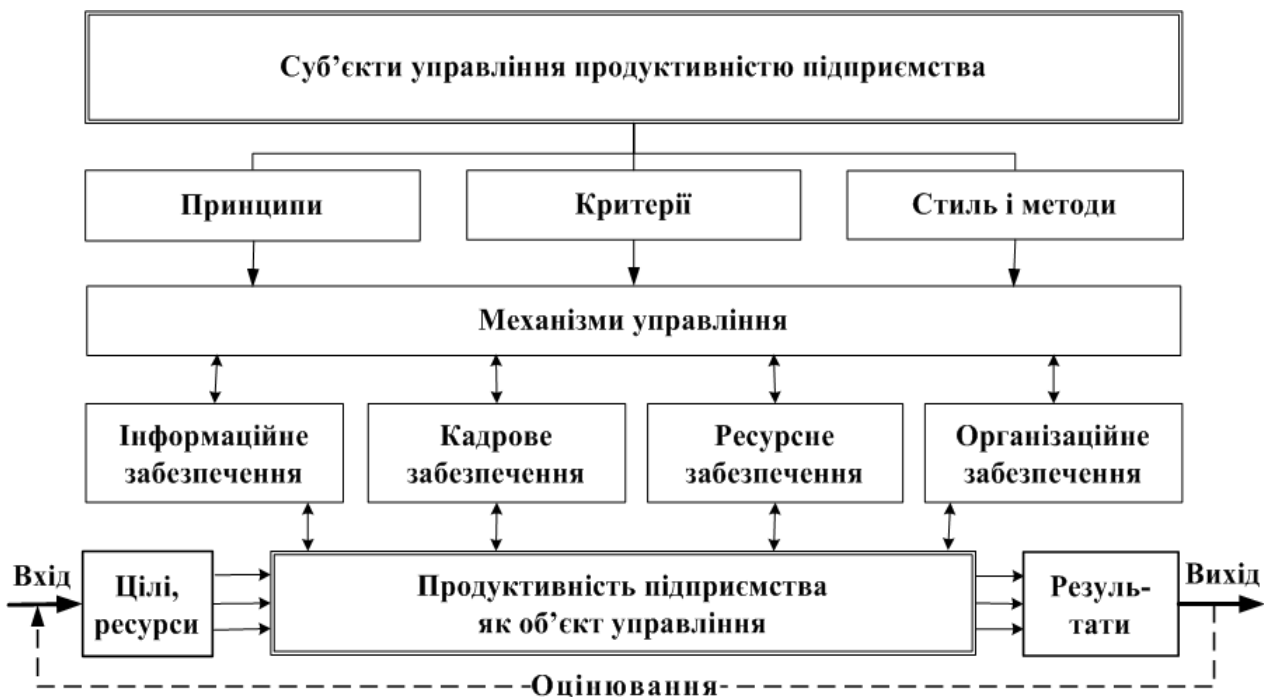 Суб’єкти управління продуктивністю підприємства
Принципи
Критерії
Стиль і методи
Механізми управління
Інформаційне
забезпечення
Кадрове
забезпечення
Ресурсне
забезпечення
Організаційне
забезпечення
Вхід
Цілі,
ресурси
Продуктивність підприємства
як об’єкт управління
Резуль-
тати
Вихід
Оцінювання